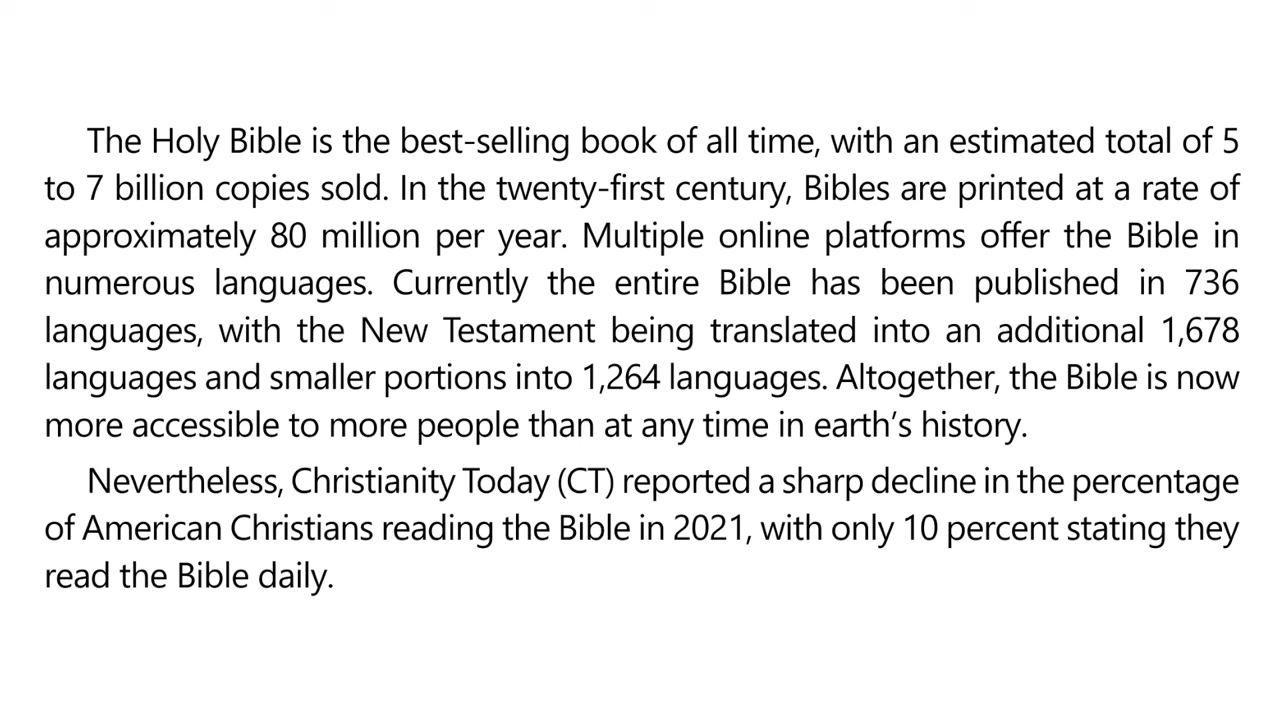 The Holy Bible is the best-selling book of all time, with an estimated total of 5
to 7 billion copies sold. In the twenty-first century, Bibles are printed at a rate of
approximately 80 million per year. Multiple online platforms offer the Bible in
numerous languages. Currently the entire Bible has been published in 736
languages, with the New Testament being translated into an additional 1,678
languages and smaller portions into 1,264 languages. Altogether, the Bible is now
more accessible to more people than at any time in earth’s history.
Nevertheless, Christianity Today (CT) reported a sharp decline in the percentage
of American Christians reading the Bible in 2021, with only 10 percent stating they
read the Bible daily.